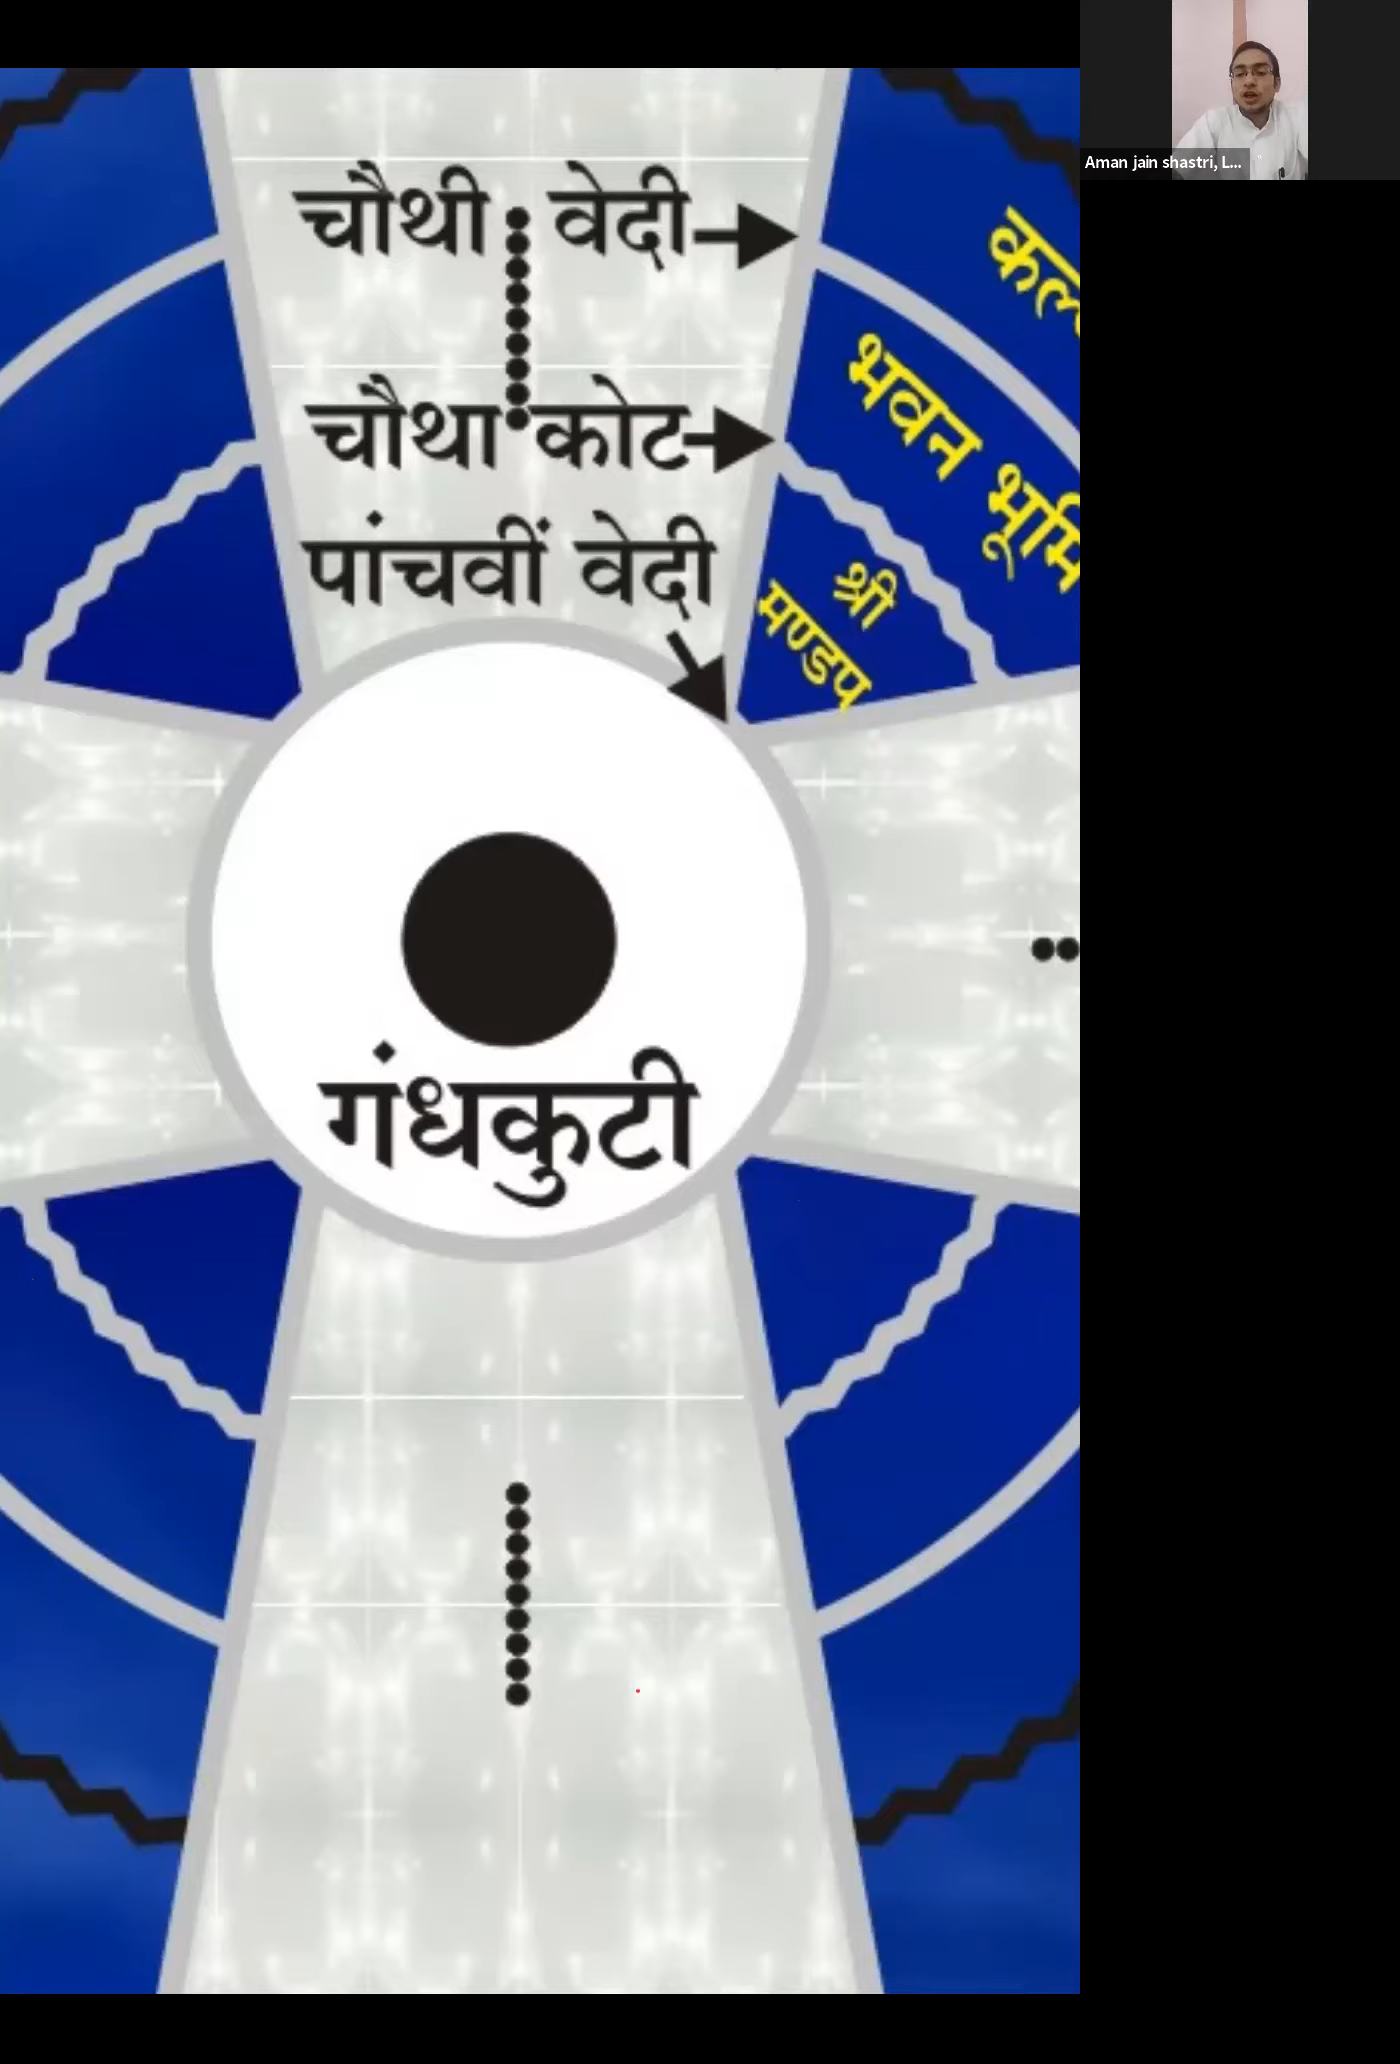 Aman jain shastri, L...
चौथी वेदी
चौथा कोट
पांचवीं वेदी
भवन भूमि
श्री
मण्डप
गंधकुटी